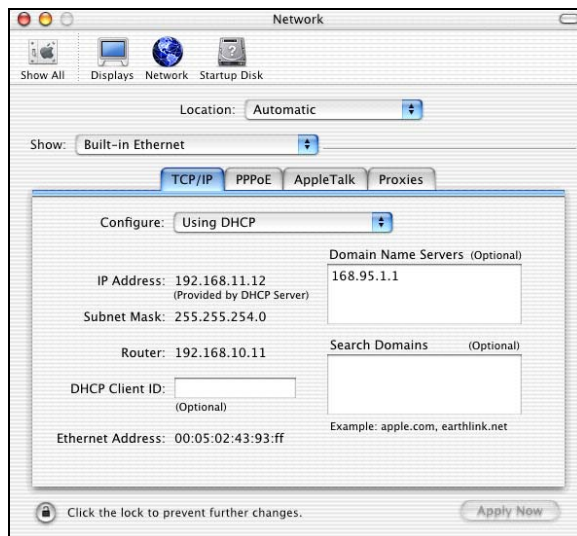 Network
Show All Displays Network Startup Disk
Location: Automatic
Show: Built-in Ethernet
TCP/IP PPPoE AppleTalk Proxies
Configure: Using DHCP
Domain Name Servers (Optional)
168.95.1.1
IP Address: 192.168.11.12
(Provided by DHCP Server)
Subnet Mask: 255.255.254.0
Router: 192.168.10.11
Search Domains (Optional)
DHCP Client ID:
(Optional)
Example: apple.com, earthlink.net
Ethernet Address: 00:05:02:43:93:ff
Click the lock to prevent further changes.
Apply Now